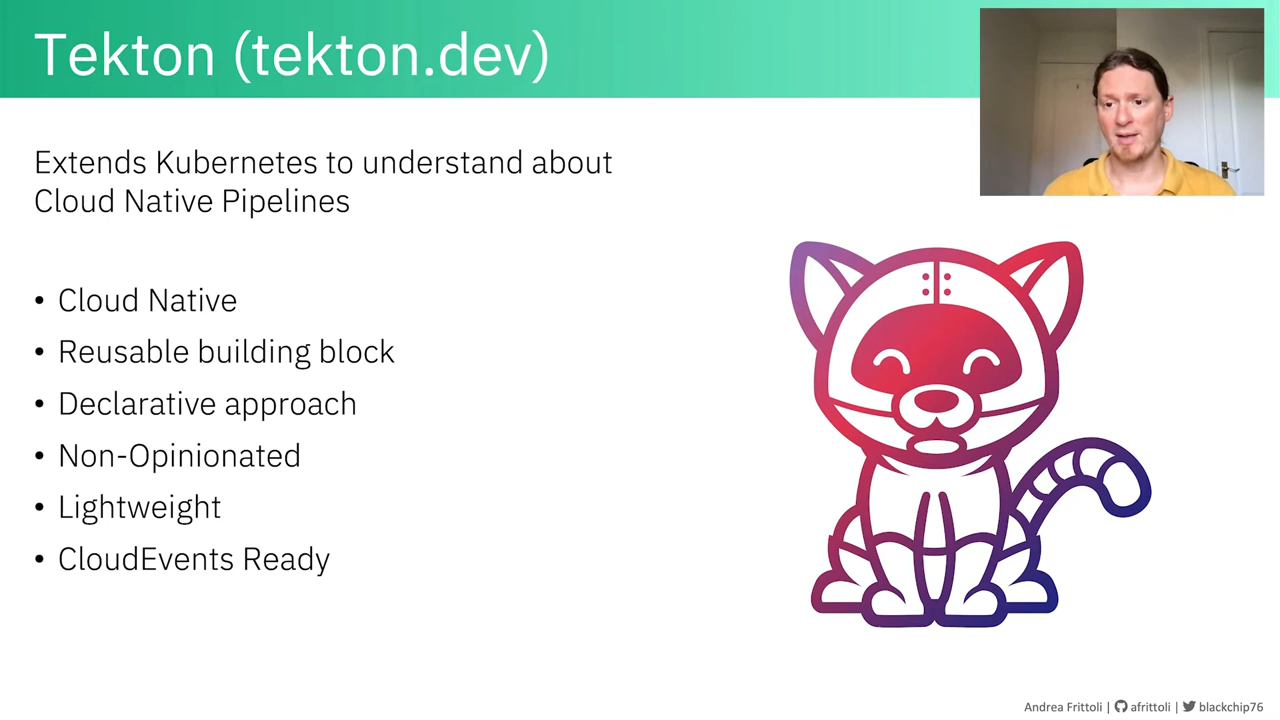 Tekton (tekton.dev)
Extends Kubernetes to understand about
Cloud Native Pipelines
• Cloud Native
• Reusable building block
• Declarative approach
• Non-Opinionated
• Lightweight
• CloudEvents Ready
Andrea Frittoli | afrittoli | blackchip76